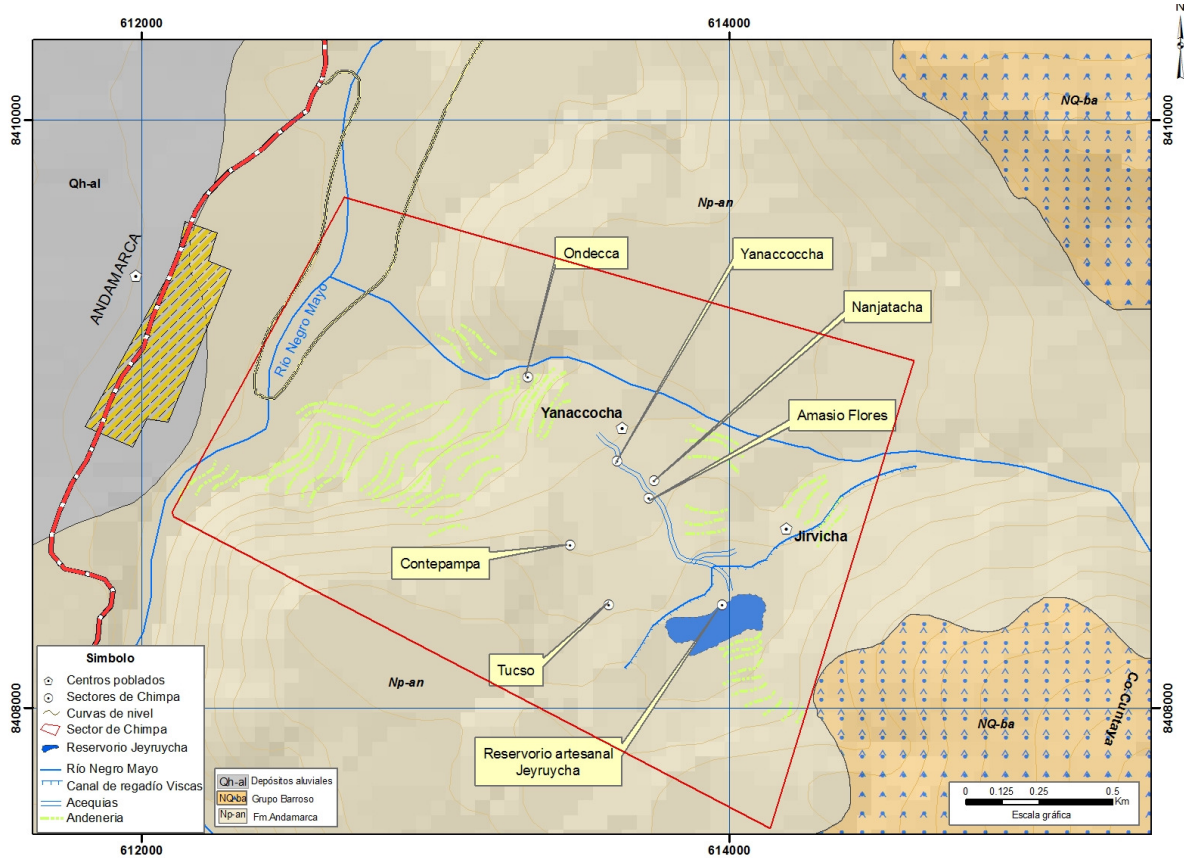 612000
614000
N
8410000
8410000
NQ-ba
Qh-al
Np-an
ANDAMARCA
Ondecca
Yanaccoccha
Río Negro Mayo
Nanjatacha
Yanaccocha
Amasio Flores
Jirvicha
Contepampa
Tucso
Np-an
Reservorio artesanal
Jeyruycha
NQ-ba
Co. Cuntaya
8408000
8408000
Simbolo
Centros poblados
Sectores de Chimpa
Curvas de nivel
Sector de Chimpa
Reservorio Jeyruycha
Río Negro Mayo
Canal de regadío Viscas
Acequias
Andeneria
Qh-al Depósitos aluviales
NQ-ba Grupo Barroso
Np-an Fm.Andamarca
0 0.125 0.25 0.5
Km
Escala gráfica
612000
614000